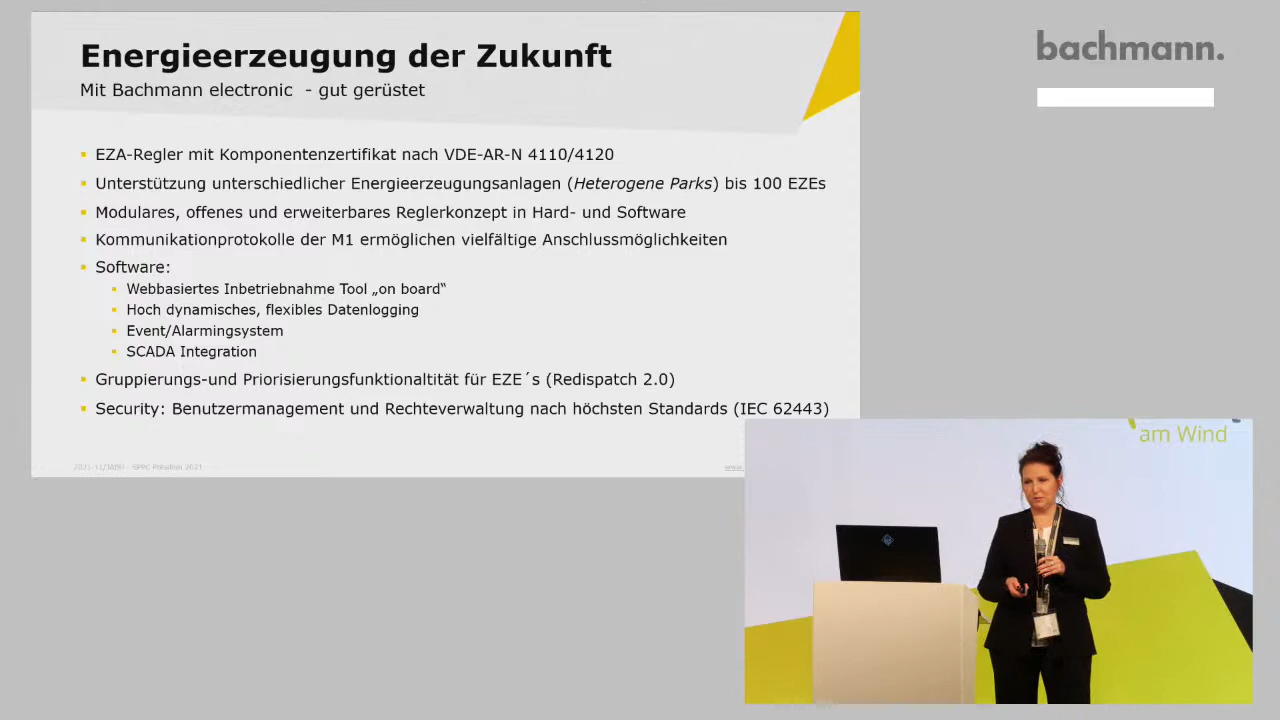 Energieerzeugung der Zukunft
Mit Bachmann electronic - gut gerüstet
bachmann.
EZA-Regler mit Komponentenzertifikat nach VDE-AR-N 4110/4120
Unterstützung unterschiedlicher Energieerzeugungsanlagen (Heterogene Parks) bis 100 EZEs
Modulares, offenes und erweiterbares Reglerkonzept in Hard- und Software
Kommunikationprotokolle der M1 ermöglichen vielfältige Anschlussmöglichkeiten
Software:
Webbasiertes Inbetriebnahme Tool „on board“
Hoch dynamisches, flexibles Datenlogging
Event/Alarmingsystem
SCADA Integration
Gruppierungs-und Priorisierungsfunktionaltität für EZE´s (Redispatch 2.0)
Security: Benutzermanagement und Rechteverwaltung nach höchsten Standards (IEC 62443)
am Wind